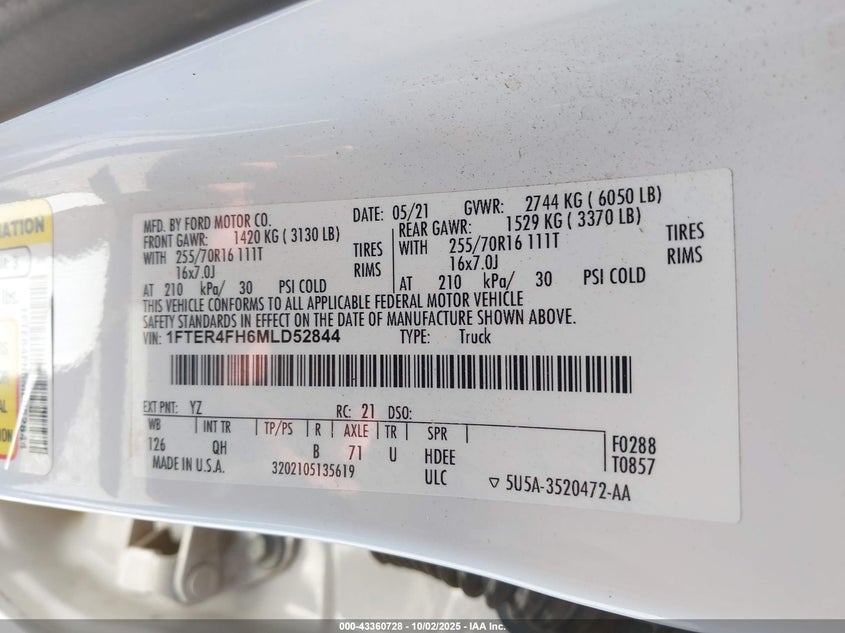 NATION
lbs.
MFD. BY FORD MOTOR CO. DATE: 05/21 GVWR: 2744 KG ( 6050 LB)
FRONT GAWR: 1420 KG ( 3130 LB) REAR GAWR: 1529 KG ( 3370 LB)
WITH 255/70R16 111T TIRES WITH 255/70R16 111T TIRES
16x7.0J RIMS 16x7.0J RIMS
AT 210 kPa/ 30 PSI COLD AT 210 kPa/ 30 PSI COLD
THIS VEHICLE CONFORMS TO ALL APPLICABLE FEDERAL MOTOR VEHICLE
SAFETY STANDARDS IN EFFECT ON THE DATE OF MANUFACTURE SHOWN ABOVE.
VIN: 1FTER4FH6MLD52844 TYPE: Truck
EXT PNT: YZ RC: 21 DSO:
WB INT TR TP/PS R AXLE TR SPR F0288
126 QH B 71 U HDEE T0857
MADE IN U.S.A. 3202105135619 ULC 5U5A-3520472-AA
000-43360728 - 10/02/2025 - IAA Inc.